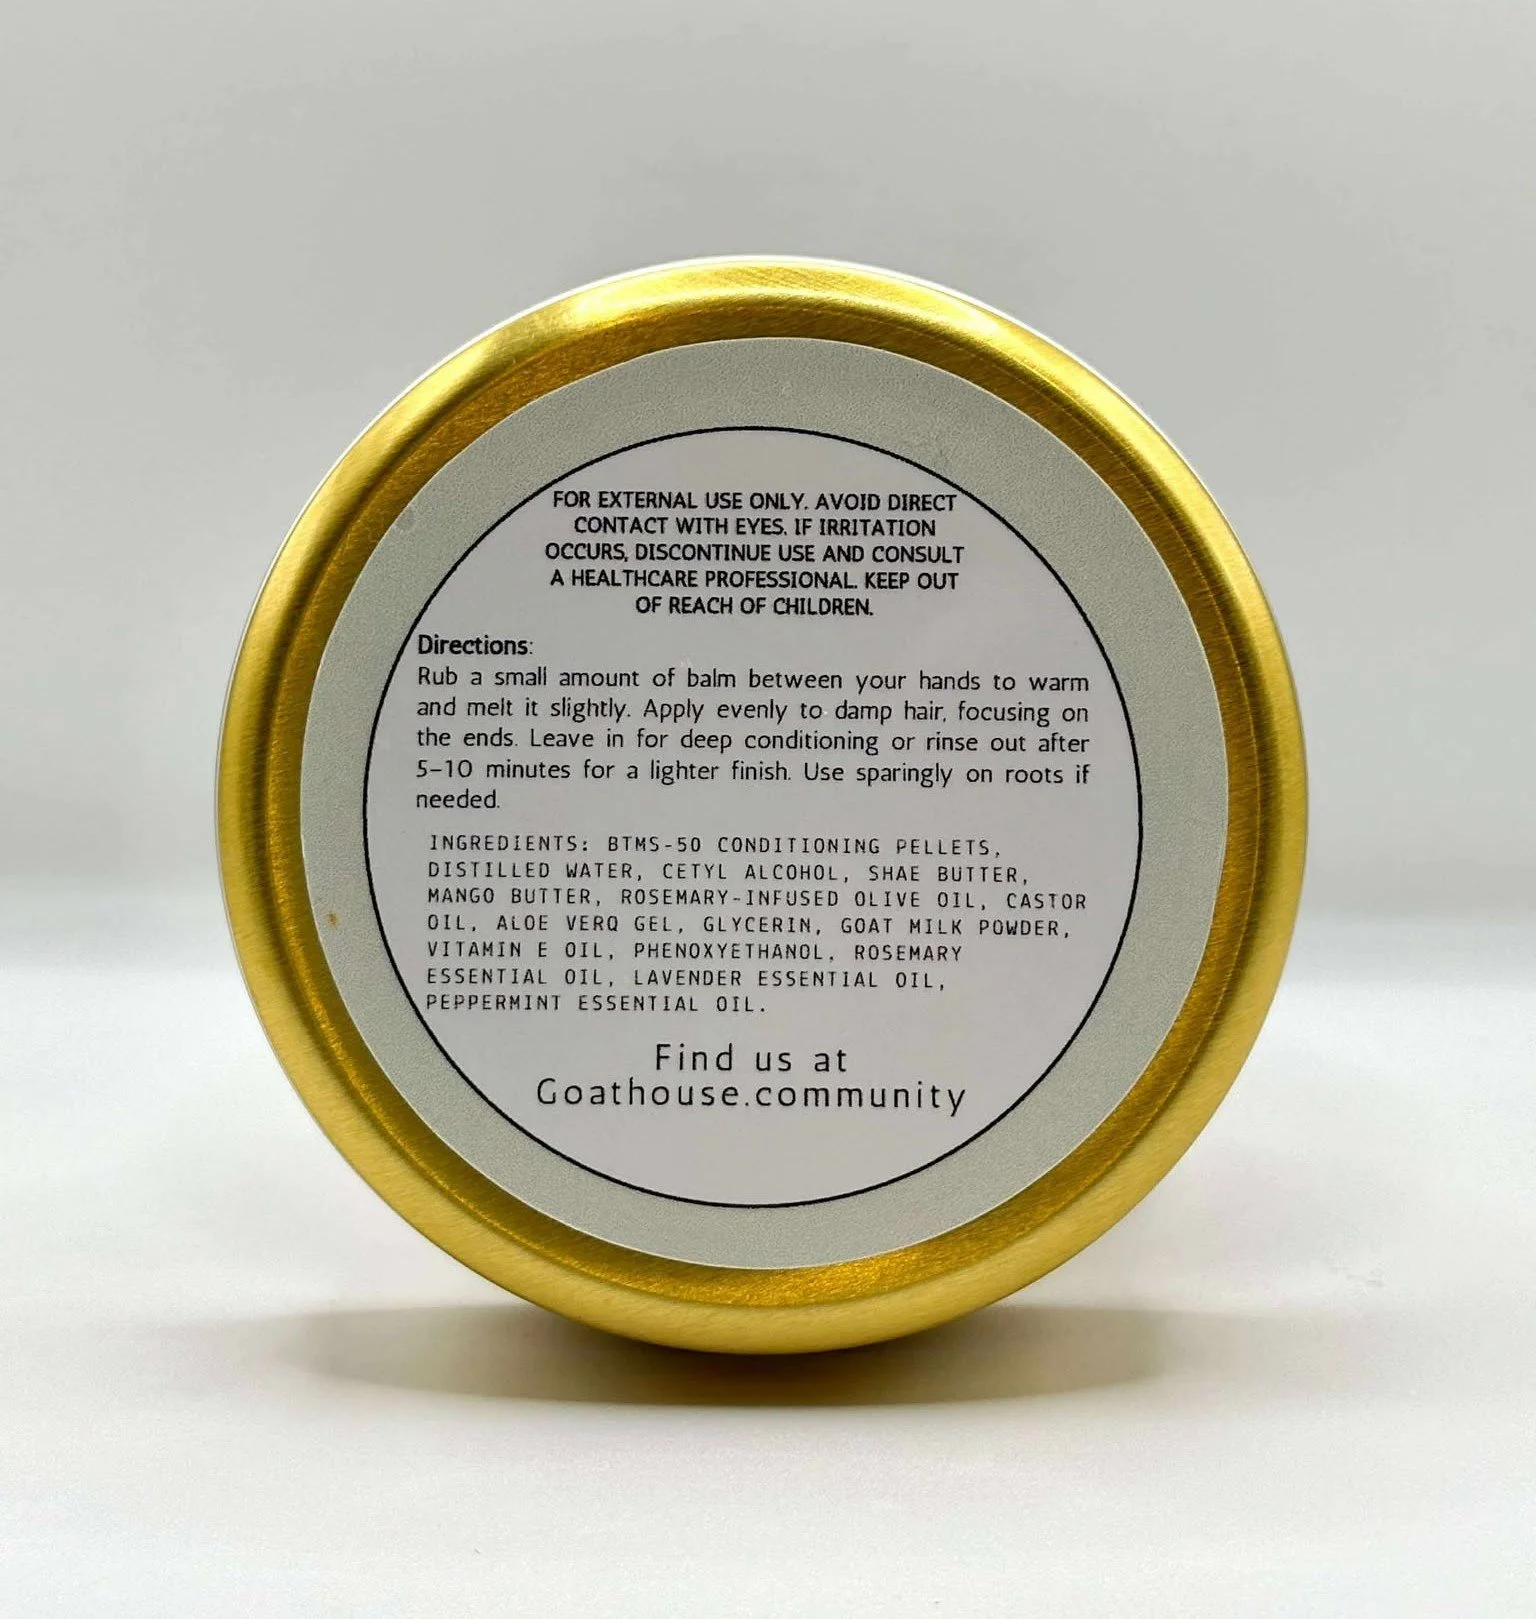 FOR EXTERNAL USE ONLY. AVOID DIRECT
CONTACT WITH EYES. IF IRRITATION
OCCURS, DISCONTINUE USE AND CONSULT
A HEALTHCARE PROFESSIONAL. KEEP OUT
OF REACH OF CHILDREN.
Directions:
Rub a small amount of balm between your hands to warm
and melt it slightly. Apply evenly to damp hair, focusing on
the ends. Leave in for deep conditioning or rinse out after
5–10 minutes for a lighter finish. Use sparingly on roots if
needed.
INGREDIENTS: BTMS-50 CONDITIONING PELLETS,
DISTILLED WATER, CETYL ALCOHOL, SHAE BUTTER,
MANGO BUTTER, ROSEMARY-INFUSED OLIVE OIL, CASTOR
OIL, ALOE VERO GEL, GLYCERIN, GOAT MILK POWDER,
VITAMIN E OIL, PHENOXYETHANOL, ROSEMARY
ESSENTIAL OIL, LAVENDER ESSENTIAL OIL,
PEPPERMINT ESSENTIAL OIL.
Find us at
Goathouse.community